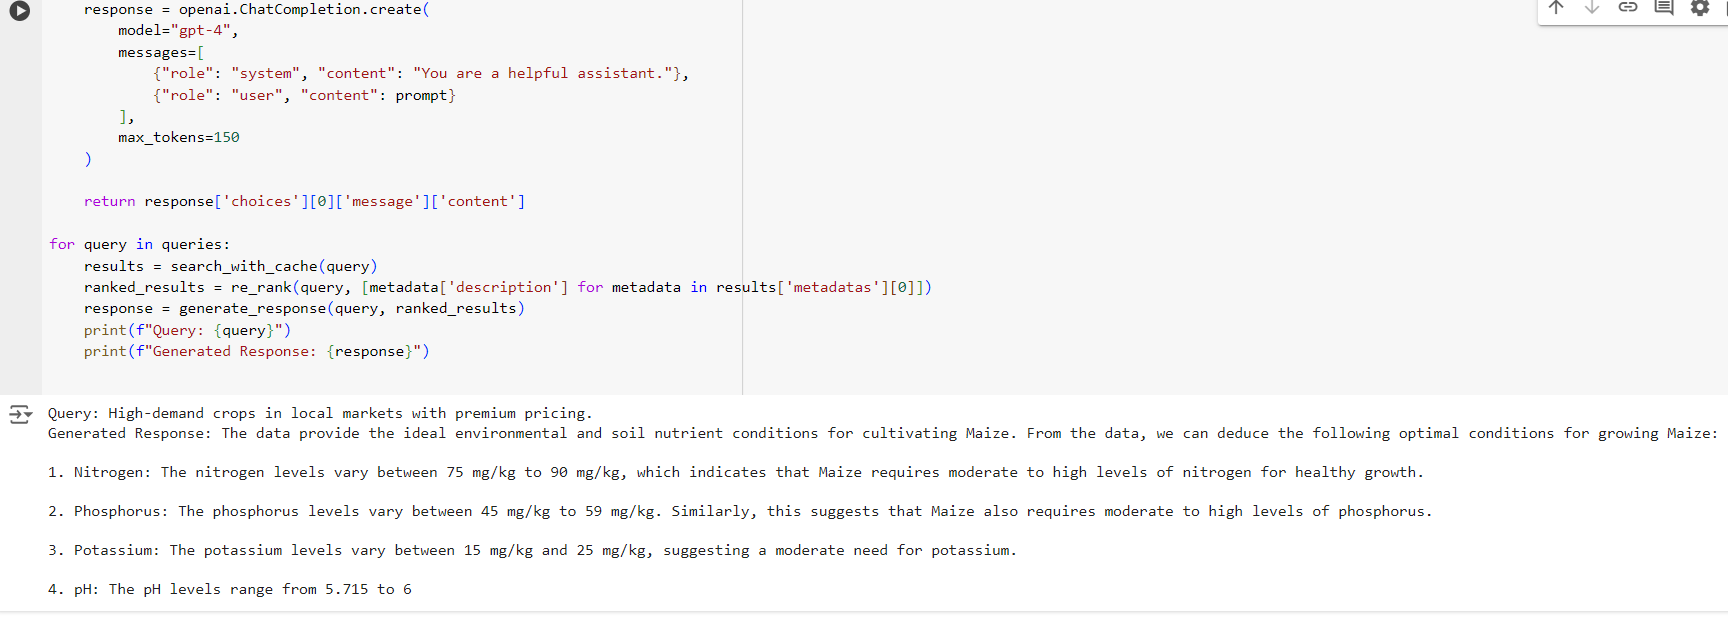 response = openai.ChatCompletion.create(
model="gpt-4",
messages=[
{"role": "system", "content": "You are a helpful assistant."},
{"role": "user", "content": prompt}
],
max_tokens=150
)
return response['choices'][0]['message']['content']
for query in queries:
results = search_with_cache(query)
ranked_results = re_rank(query, [metadata['description'] for metadata in results['metadatas'][0]])
response = generate_response(query, ranked_results)
print(f"Query: {query}")
print(f"Generated Response: {response}")
Query: High-demand crops in local markets with premium pricing.
Generated Response: The data provide the ideal environmental and soil nutrient conditions for cultivating Maize. From the data, we can deduce the following optimal conditions for growing Maize:
1. Nitrogen: The nitrogen levels vary between 75 mg/kg to 90 mg/kg, which indicates that Maize requires moderate to high levels of nitrogen for healthy growth.
2. Phosphorus: The phosphorus levels vary between 45 mg/kg to 59 mg/kg. Similarly, this suggests that Maize also requires moderate to high levels of phosphorus.
3. Potassium: The potassium levels vary between 15 mg/kg and 25 mg/kg, suggesting a moderate need for potassium.
4. pH: The pH levels range from 5.715 to 6